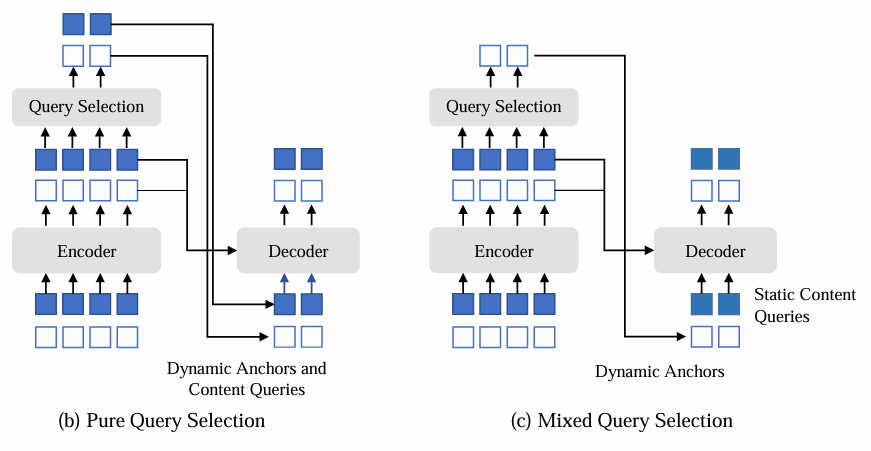 Query Selection
Encoder
Decoder
Dynamic Anchors and
Content Queries
(b) Pure Query Selection
Query Selection
Encoder
Decoder
Static Content
Queries
Dynamic Anchors
(c) Mixed Query Selection